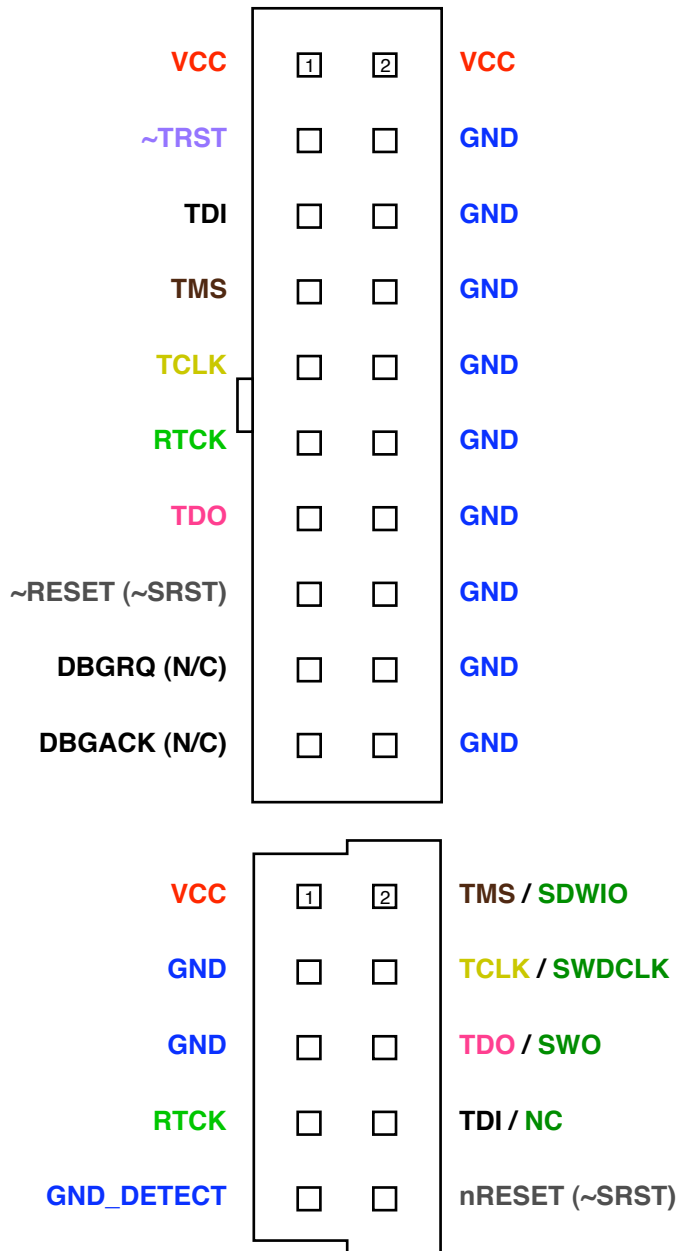 VCC 1 2 VCC
~TRST GND
TDI GND
TMS GND
TCLK GND
RTCK GND
TDO GND
~RESET (~SRST) GND
DBGRQ (N/C) GND
DBGACK (N/C) GND
VCC 1 2 TMS / SDWIO
GND TCLK / SWDCLK
GND TDO / SWO
RTCK TDI / NC
GND_DETECT nRESET (~SRST)